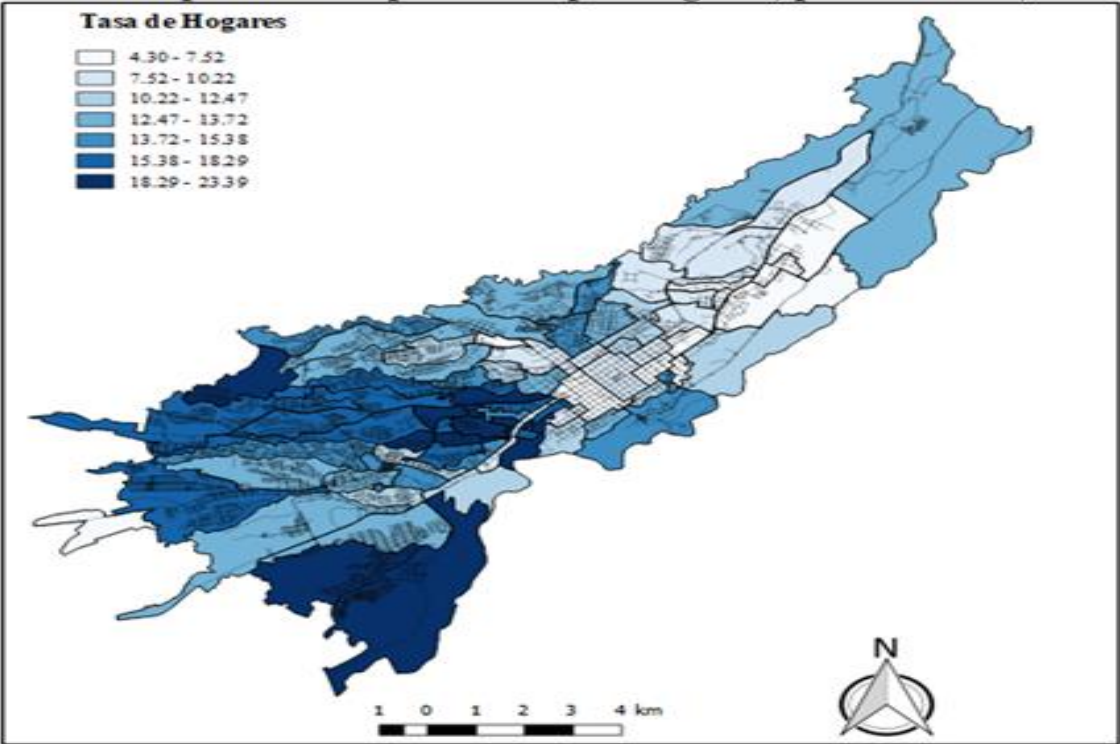 Tasa de Hogares
4.30 - 7.52
7.52 - 10.22
10.22 - 12.47
12.47 - 13.72
13.72 - 15.38
15.38 - 18.29
18.29 - 23.39
N
1 0 1 2 3 4 km